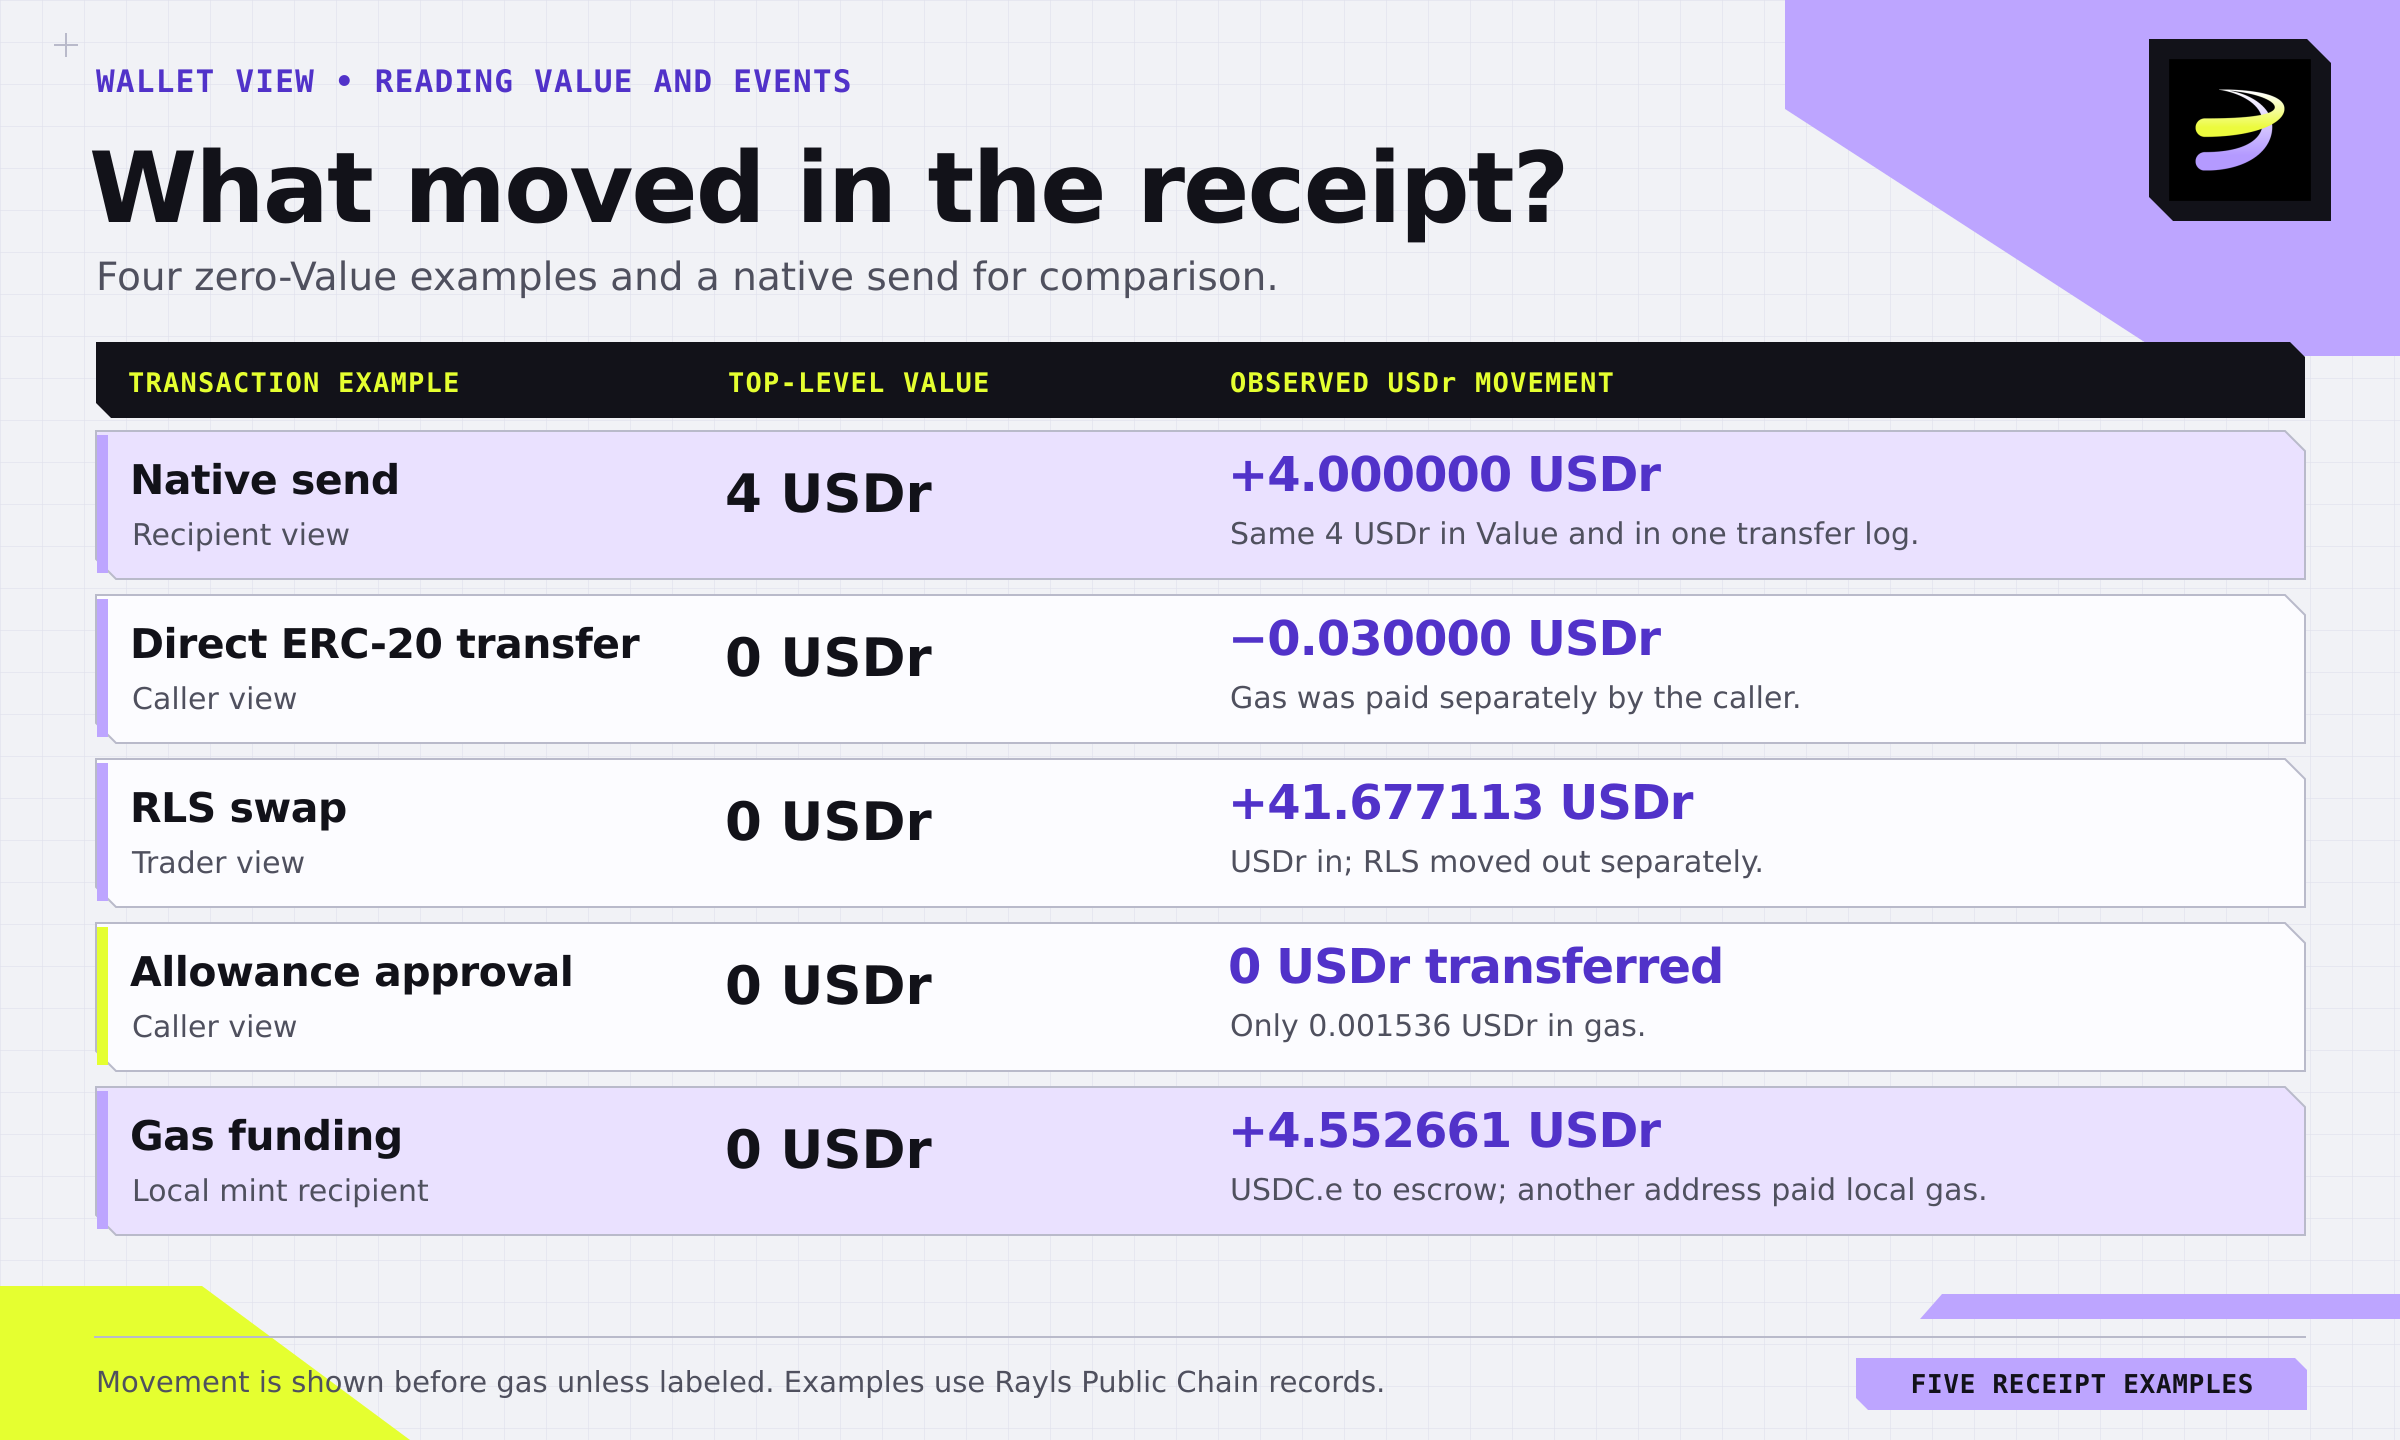 WALLET VIEW • READING VALUE AND EVENTS
What moved in the receipt?
Four zero-Value examples and a native send for comparison.
TRANSACTION EXAMPLE TOP-LEVEL VALUE OBSERVED USDr MOVEMENT
Native send
Recipient view
4 USDr
+4.000000 USDr
Same 4 USDr in Value and in one transfer log.
Direct ERC-20 transfer
Caller view
0 USDr
−0.030000 USDr
Gas was paid separately by the caller.
RLS swap
Trader view
0 USDr
+41.677113 USDr
USDr in; RLS moved out separately.
Allowance approval
Caller view
0 USDr
0 USDr transferred
Only 0.001536 USDr in gas.
Gas funding
Local mint recipient
0 USDr
+4.552661 USDr
USDC.e to escrow; another address paid local gas.
Movement is shown before gas unless labeled. Examples use Rayls Public Chain records.
FIVE RECEIPT EXAMPLES